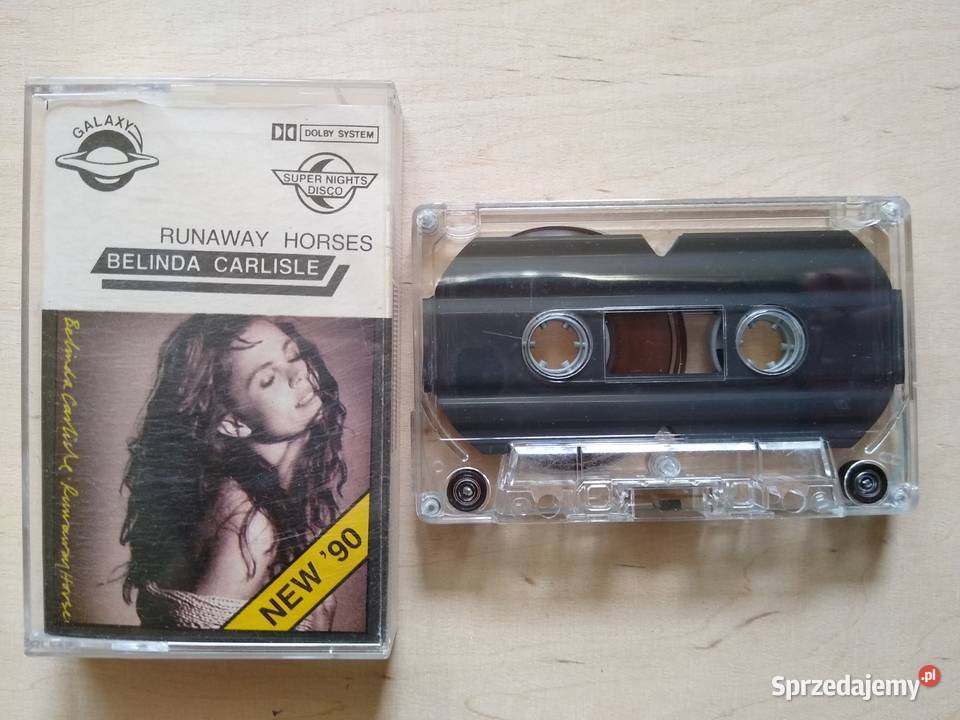 GALAXY
DOLBY SYSTEM
SUPER NIGHTS
DISCO
RUNAWAY HORSES
BELINDA CARLISLE
Belinda Carlisle Runaway Horses
NEW '90
Sprzedajemy.pl